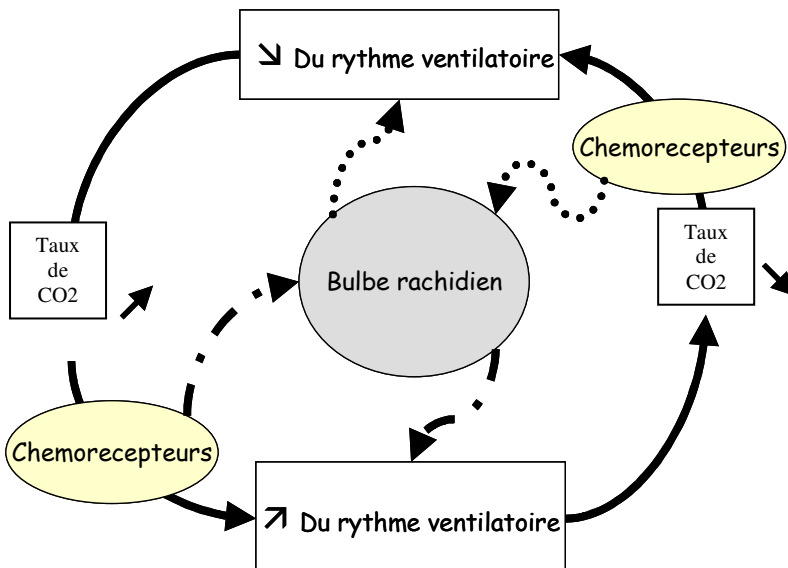 ↘ Du rythme ventilatoire
Chemorecepteurs
Taux
de
CO2
Taux
de
CO2
Bulbe rachidien
Chemorecepteurs
↗ Du rythme ventilatoire